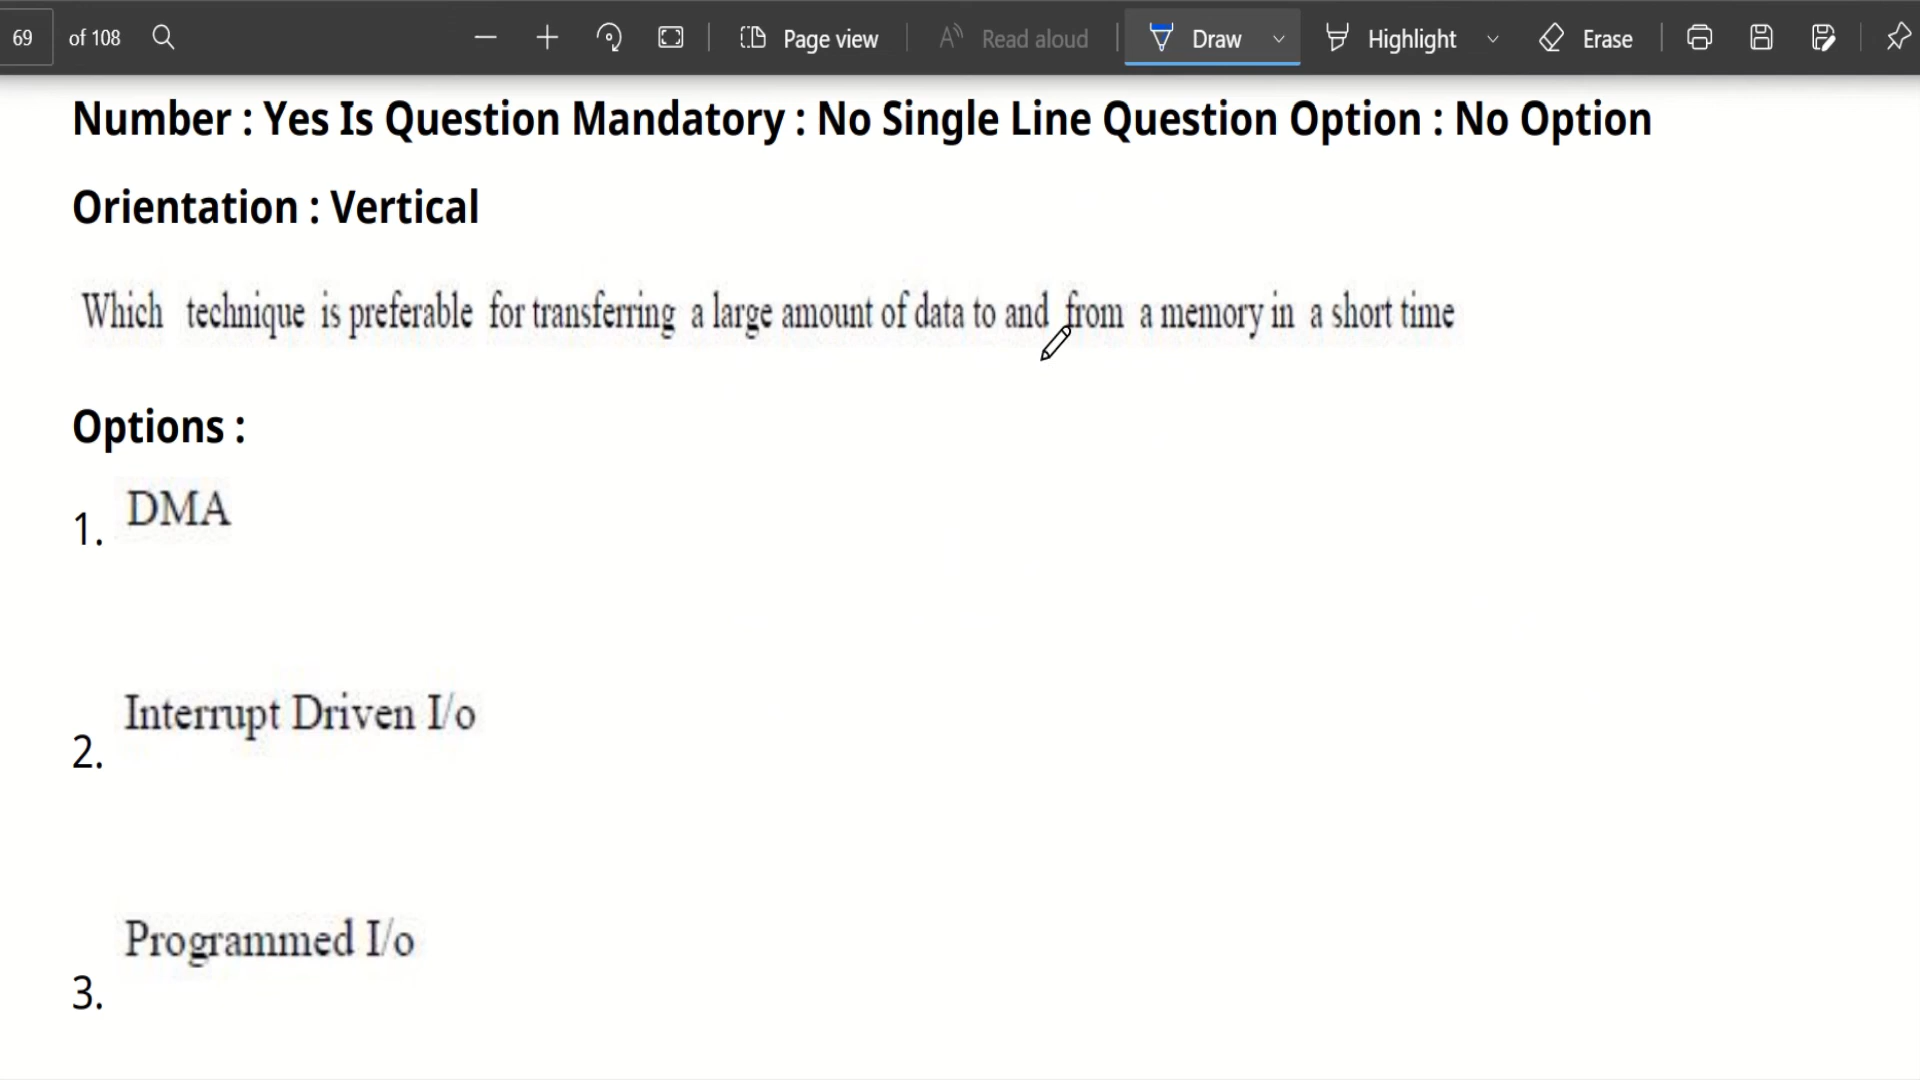 69 of 108 Page view Read aloud Draw Highlight Erase
Number : Yes Is Question Mandatory : No Single Line Question Option : No Option
Orientation : Vertical
Which technique is preferable for transferring a large amount of data to and from a memory in a short time
Options :
1. DMA
2. Interrupt Driven I/o
3. Programmed I/o